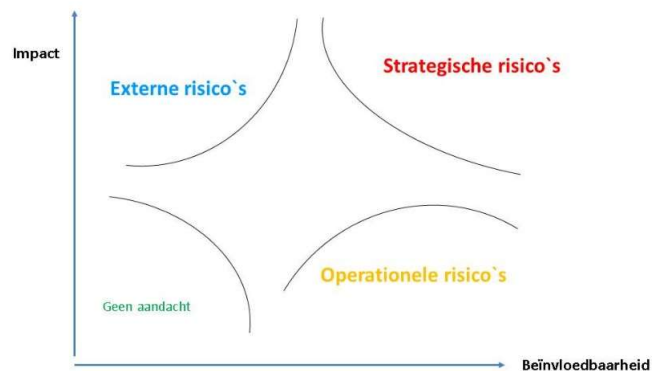 Impact
Strategische risico`s
Externe risico`s
Operationele risico`s
Geen aandacht
Beïnvloedbaarheid